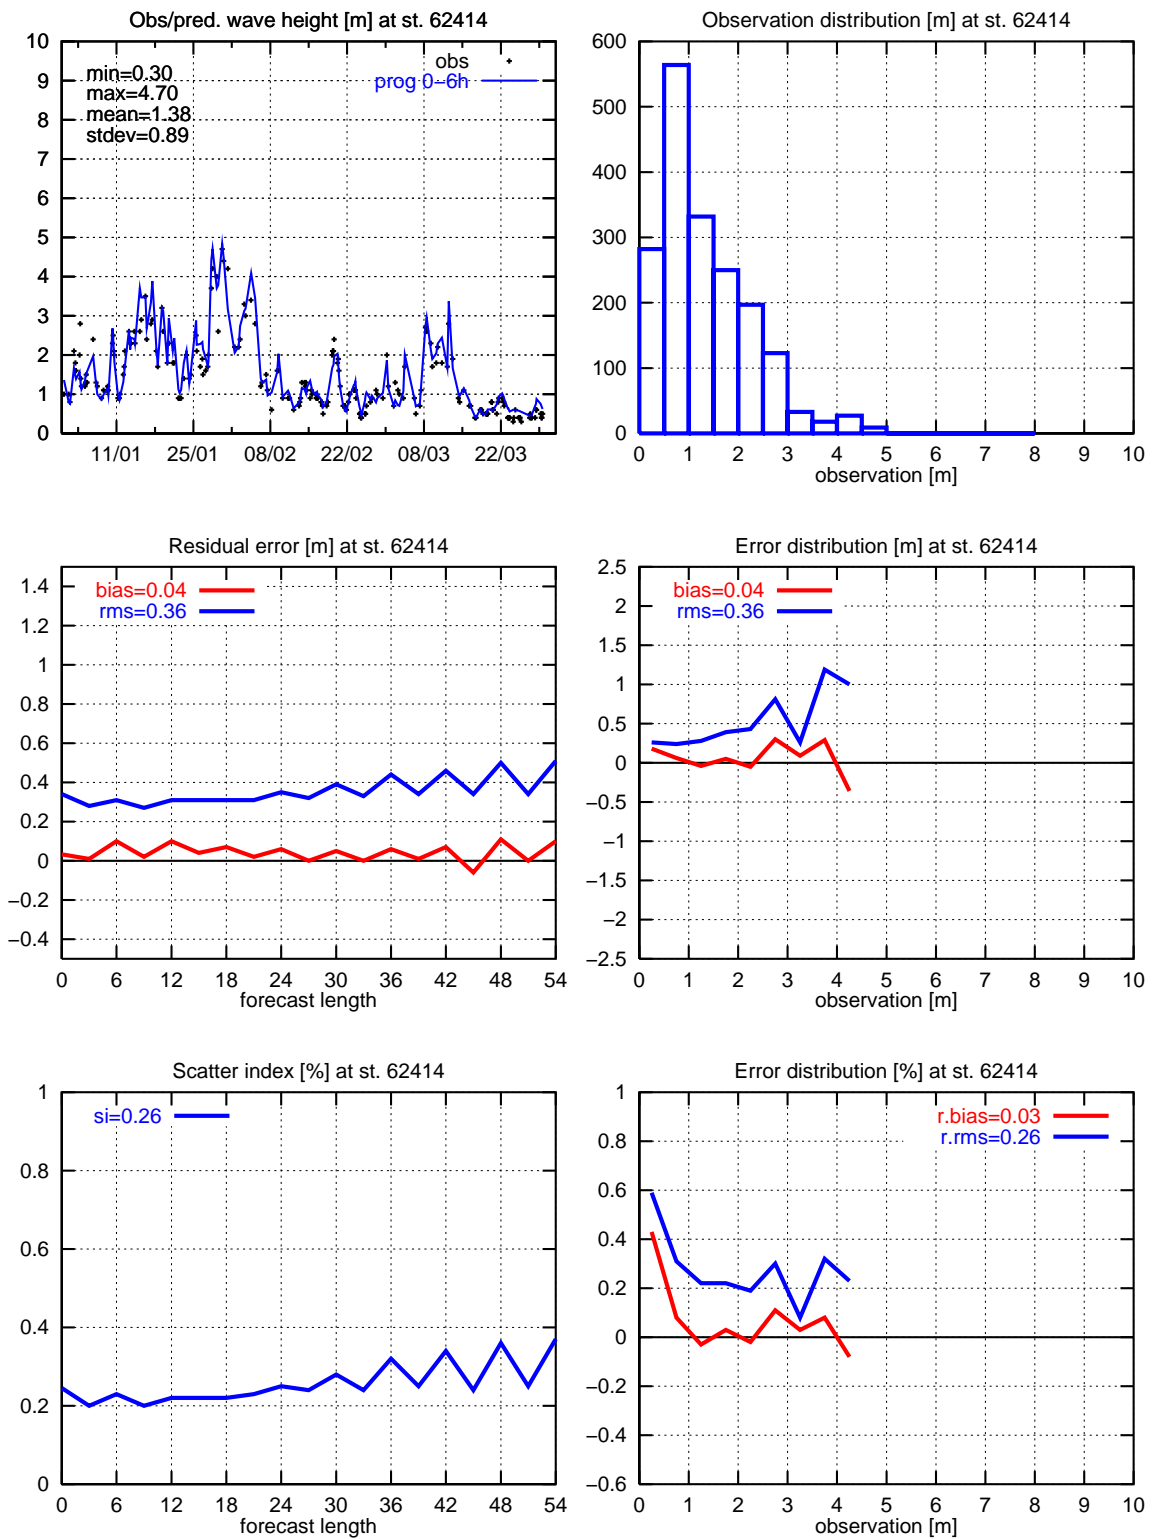 Obs/pred. wave height [m] at st. 62414
10
9
8
7
6
5
4
3
2
1
0
min=0.30
max=4.70
mean=1.38
stdev=0.89
obs
prog 0−6h
11/01 25/01 08/02 22/02 08/03 22/03
Observation distribution [m] at st. 62414
600
500
400
300
200
100
0
0 1 2 3 4 5 6 7 8 9 10
observation [m]
Residual error [m] at st. 62414
1.4
1.2
1
0.8
0.6
0.4
0.2
0
−0.2
−0.4
bias=0.04
rms=0.36
0 6 12 18 24 30 36 42 48 54
forecast length
Error distribution [m] at st. 62414
2.5
2
1.5
1
0.5
0
−0.5
−1
−1.5
−2
−2.5
bias=0.04
rms=0.36
0 1 2 3 4 5 6 7 8 9 10
observation [m]
Scatter index [%] at st. 62414
1
0.8
0.6
0.4
0.2
0
si=0.26
0 6 12 18 24 30 36 42 48 54
forecast length
Error distribution [%] at st. 62414
1
0.8
0.6
0.4
0.2
0
−0.2
−0.4
−0.6
r.bias=0.03
r.rms=0.26
0 1 2 3 4 5 6 7 8 9 10
observation [m]